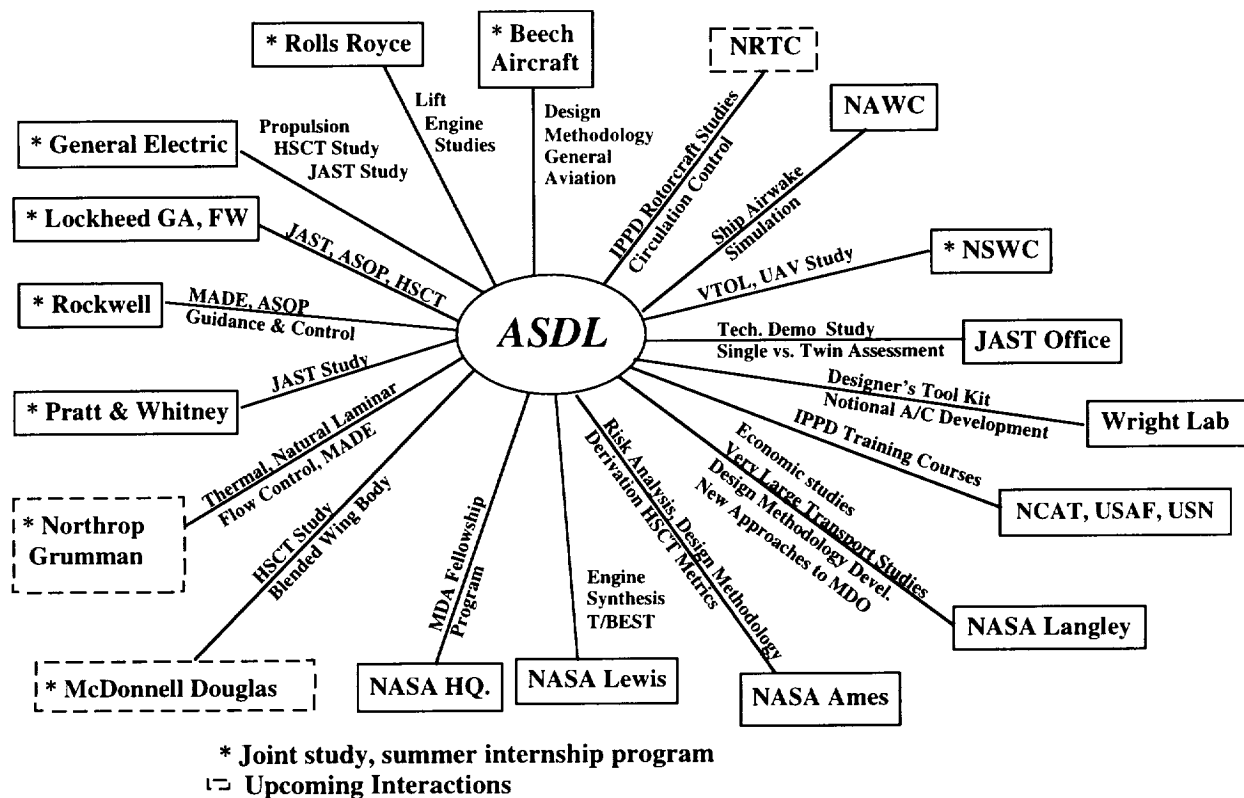 * Rolls Royce
* Beech
Aircraft
NRTC
NAWC
* General Electric
Propulsion
HSCT Study
JAST Study
Lift
Engine
Studies
Design
Methodology
General
Aviation
IPPD Rotorcraft Studies
Circulation Control
Ship Airwake
Simulation
* Lockheed GA, FW
JAST, ASOP, HSCT
VTOL, UAV Study
* NSWC
* Rockwell
MADE, ASOP
Guidance & Control
ASDL
Tech. Demo Study
Single vs. Twin Assessment
JAST Office
* Pratt & Whitney
JAST Study
Designer's Tool Kit
Notional A/C Development
Wright Lab
* Northrop
Grumman
Thermal, Natural Laminar
Flow Control, MADE
IPPD Training Courses
NCAT, USAF, USN
* McDonnell Douglas
HSCT Study
Blended Wing Body
MDA Fellowship
Program
NASA HQ.
Engine
Synthesis
T/BEST
NASA Lewis
Risk Analysis, Design Methodology
Derivation HSCT Metrics
NASA Ames
Economic studies
Very Large Transport Studies
Design Methodology Devel.
New Approaches to MDO
NASA Langley
* Joint study, summer internship program
Upcoming Interactions